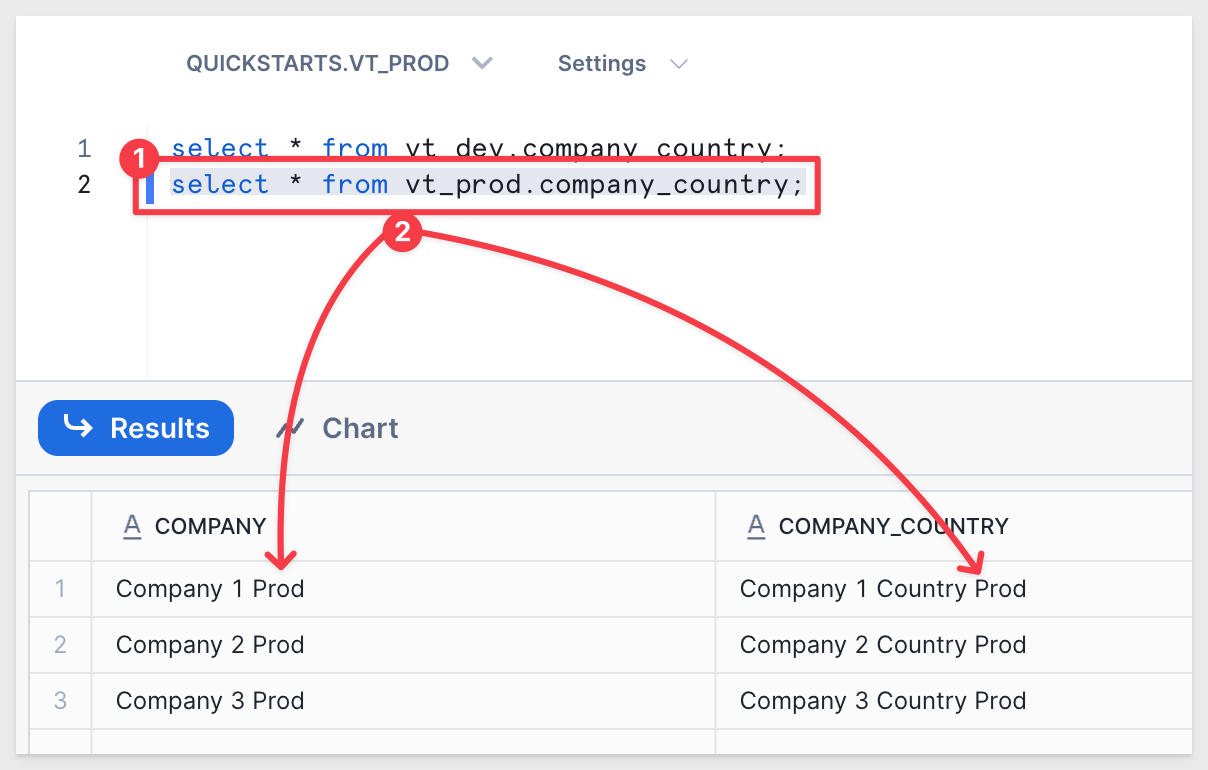 QUICKSTARTS.VT_PROD Settings
1 select * from vt_dev.company_country;
1
2 select * from vt_prod.company_country;
2
Results Chart
A COMPANY A COMPANY_COUNTRY
1 Company 1 Prod Company 1 Country Prod
2 Company 2 Prod Company 2 Country Prod
3 Company 3 Prod Company 3 Country Prod